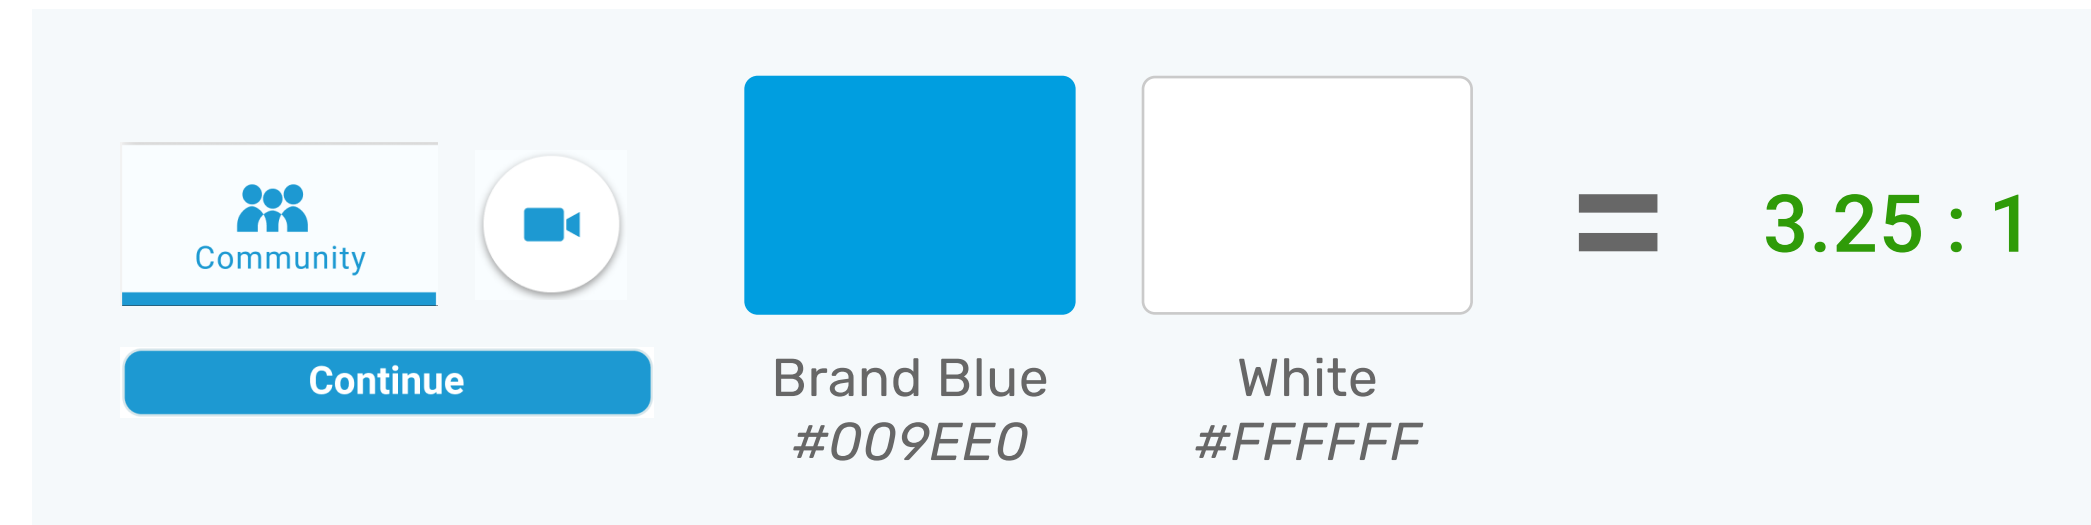 Community
Continue
Brand Blue
#009EE0
White
#FFFFFF
= 3.25 : 1